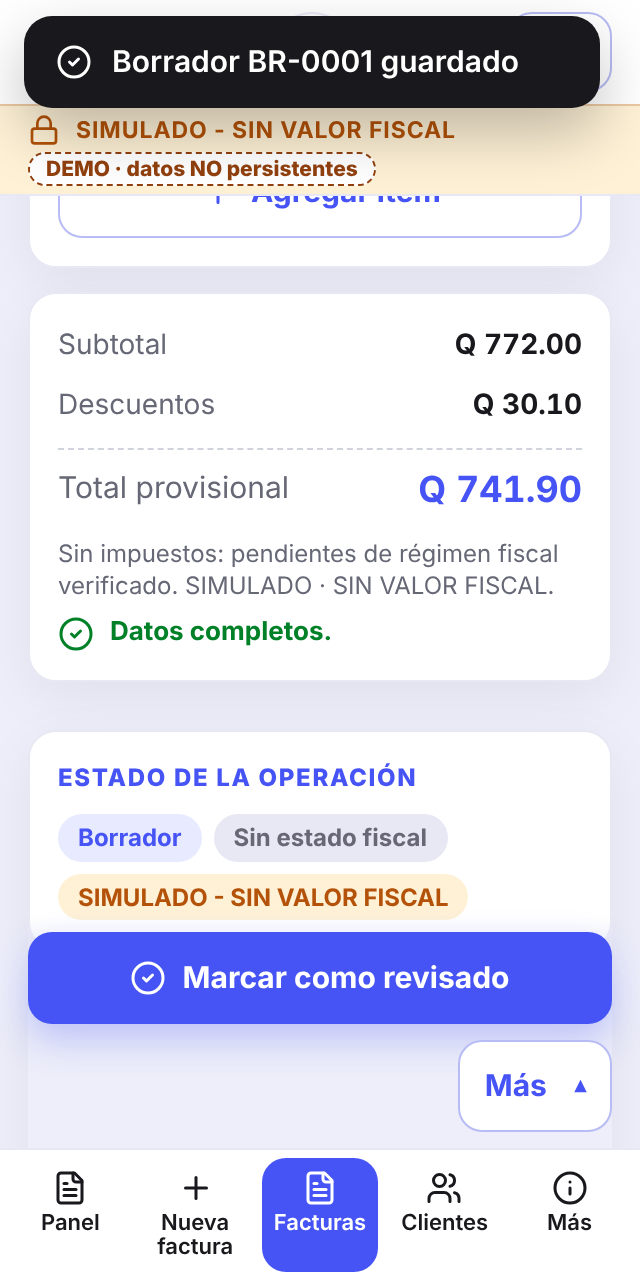 Borrador BR-0001 guardado
SIMULADO - SIN VALOR FISCAL
DEMO · datos NO persistentes
Agregar ítem
Subtotal
Q 772.00
Descuentos
Q 30.10
Total provisional
Q 741.90
Sin impuestos: pendientes de régimen fiscal
verificado. SIMULADO · SIN VALOR FISCAL.
Datos completos.
ESTADO DE LA OPERACIÓN
Borrador
Sin estado fiscal
SIMULADO - SIN VALOR FISCAL
Marcar como revisado
Más ▲
Panel
Nueva
factura
Facturas
Clientes
Más